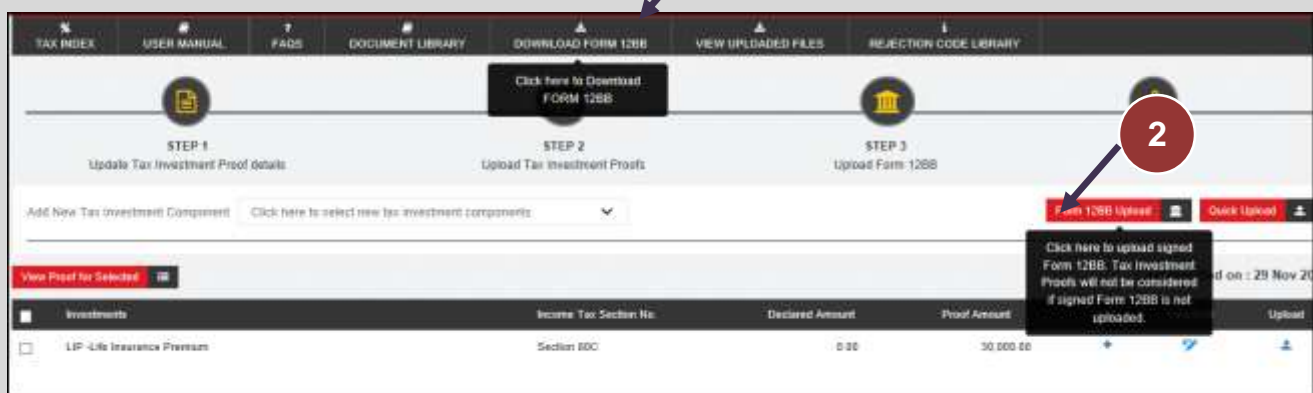 TAX INDEX USER MANUAL FAQS DOCUMENT LIBRARY DOWNLOAD FORM 12BB VIEW UPLOADED FILES REJECTION CODE LIBRARY
Click here to Download
FORM 12BB
STEP 1 STEP 2 STEP 3
Update Tax Investment Proof details Upload Tax Investment Proofs Upload Form 12BB
2
Add New Tax Investment Component Click here to select new tax investment components Form 12BB Upload Quick Upload
Click here to upload signed
Form 12BB. Tax Investment
Proofs will not be considered
if signed Form 12BB is not
uploaded.
View Proof for Selected d on : 29 Nov 20
Investments Income Tax Section No. Declared Amount Proof Amount Upload
LIP -Life Insurance Premium Section 80C 0.00 30,000.00